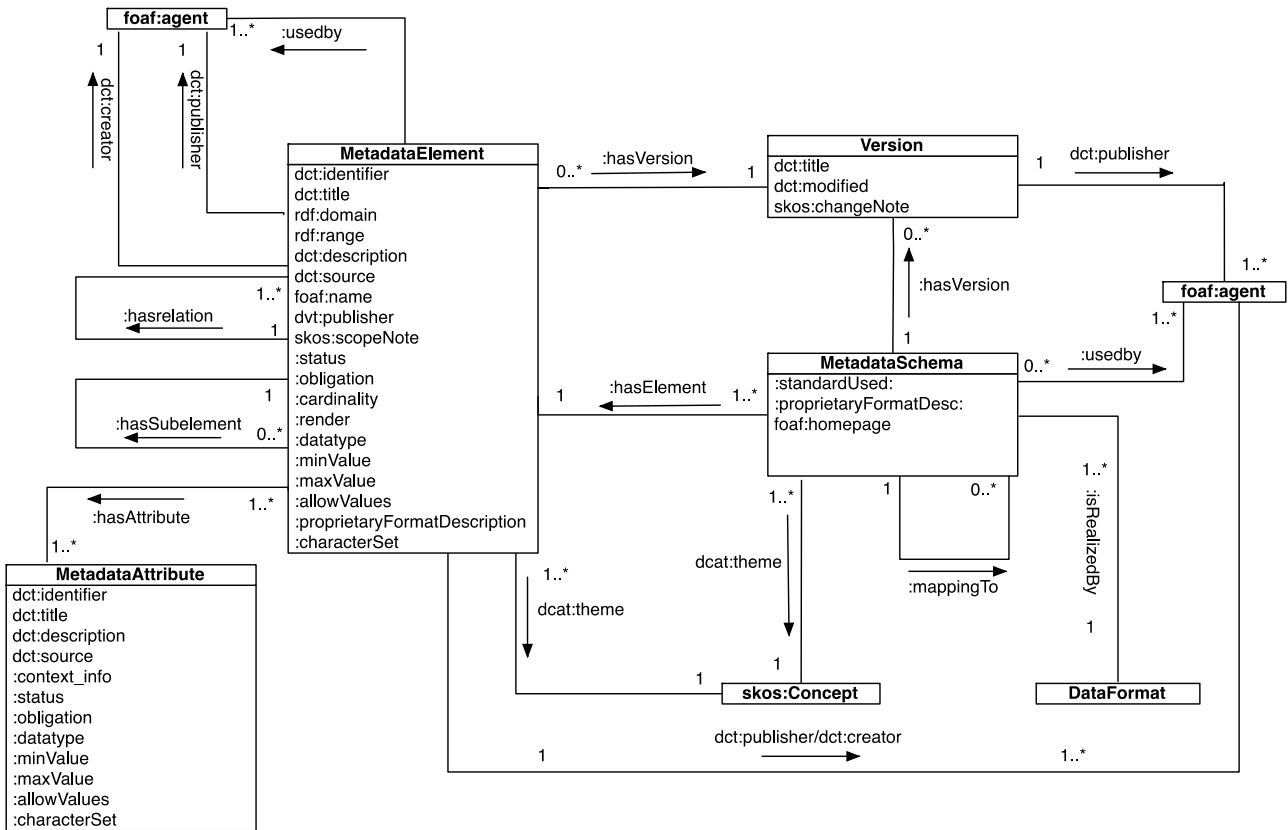 foaf:agent
1..*
:usedby
1
1
dct:creator
dct:publisher
MetadataElement
dct:identifier
dct:title
rdf:domain
rdf:range
dct:description
dct:source
foaf:name
dvt:publisher
skos:scopeNote
:status
:obligation
:cardinality
:render
:datatype
:minValue
:maxValue
:allowValues
:proprietaryFormatDescription
:characterSet
1..*
:hasrelation
1
1
:hasSubelement
0..*
1..*
:hasAttribute
1..*
MetadataAttribute
dct:identifier
dct:title
dct:description
dct:source
:context_info
:status
:obligation
:datatype
:minValue
:maxValue
:allowValues
:characterSet
:hasVersion
0..*
1
Version
dct:title
dct:modified
skos:changeNote
1
dct:publisher
1..*
foaf:agent
1..*
0..*
:hasVersion
1
MetadataSchema
:standardUsed:
:proprietaryFormatDesc:
foaf:homepage
0..*
:usedby
:hasElement
1
1..*
1..*
dcat:theme
1
1
0..*
:mappingTo
1..*
:isRealizedBy
1
1..*
dcat:theme
1
skos:Concept
DataFormat
dct:publisher/dct:creator
1
1..*